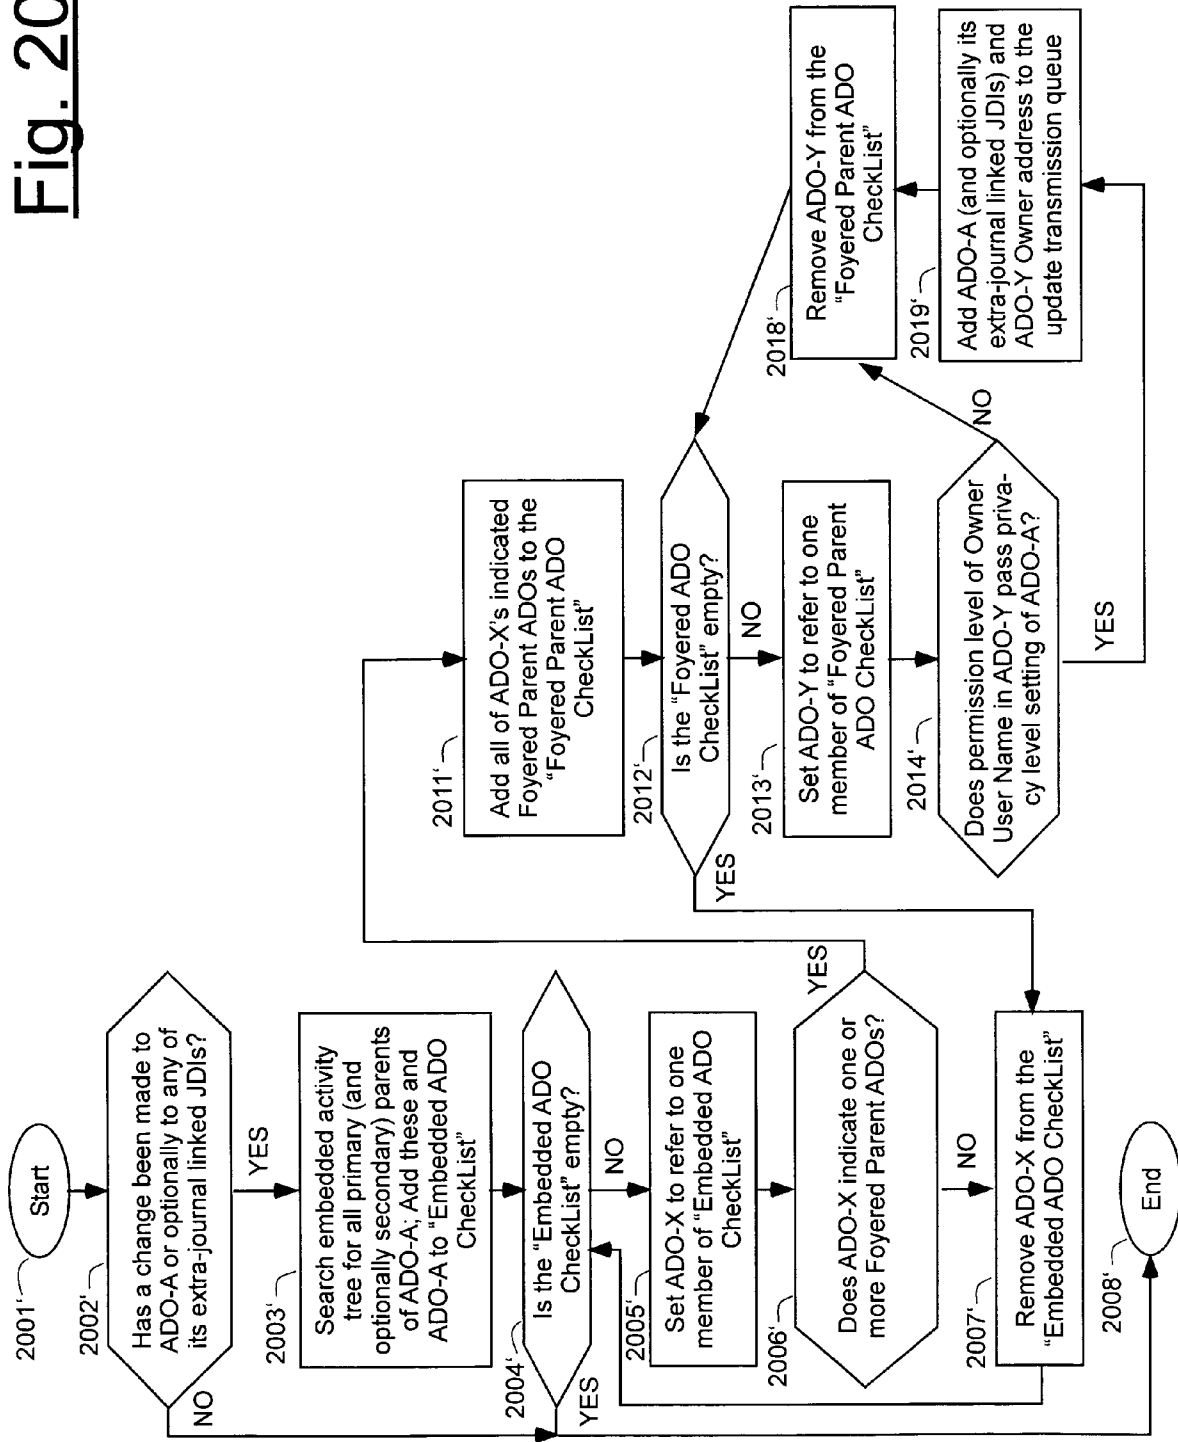 Fig. 20
2001‘
Start
2002‘
Has a change been made to
ADO-A or optionally to any of
its extra-journal linked JDIs?
NO
YES
2003‘
Search embedded activity
tree for all primary (and
optionally secondary) parents
of ADO-A; Add these and
ADO-A to “Embedded ADO
CheckList”
2004‘
Is the “Embedded ADO
CheckList” empty?
YES
NO
2005‘
Set ADO-X to refer to one
member of “Embedded ADO
CheckList”
2006‘
Does ADO-X indicate one or
more Foyered Parent ADOs?
YES
NO
2007‘
Remove ADO-X from the
“Embedded ADO CheckList”
2008‘
End
2011‘
Add all of ADO-X's indicated
Foyered Parent ADOs to the
“Foyered Parent ADO
CheckList”
2012‘
Is the “Foyered ADO
CheckList” empty?
YES
NO
2013‘
Set ADO-Y to refer to one
member of “Foyered Parent
ADO CheckList”
2014‘
Does permission level of Owner
User Name in ADO-Y pass priva-
cy level setting of ADO-A?
NO
YES
2018‘
Remove ADO-Y from the
“Foyered Parent ADO
CheckList”
2019‘
Add ADO-A (and optionally its
extra-journal linked JDIs) and
ADO-Y Owner address to the
update transmission queue